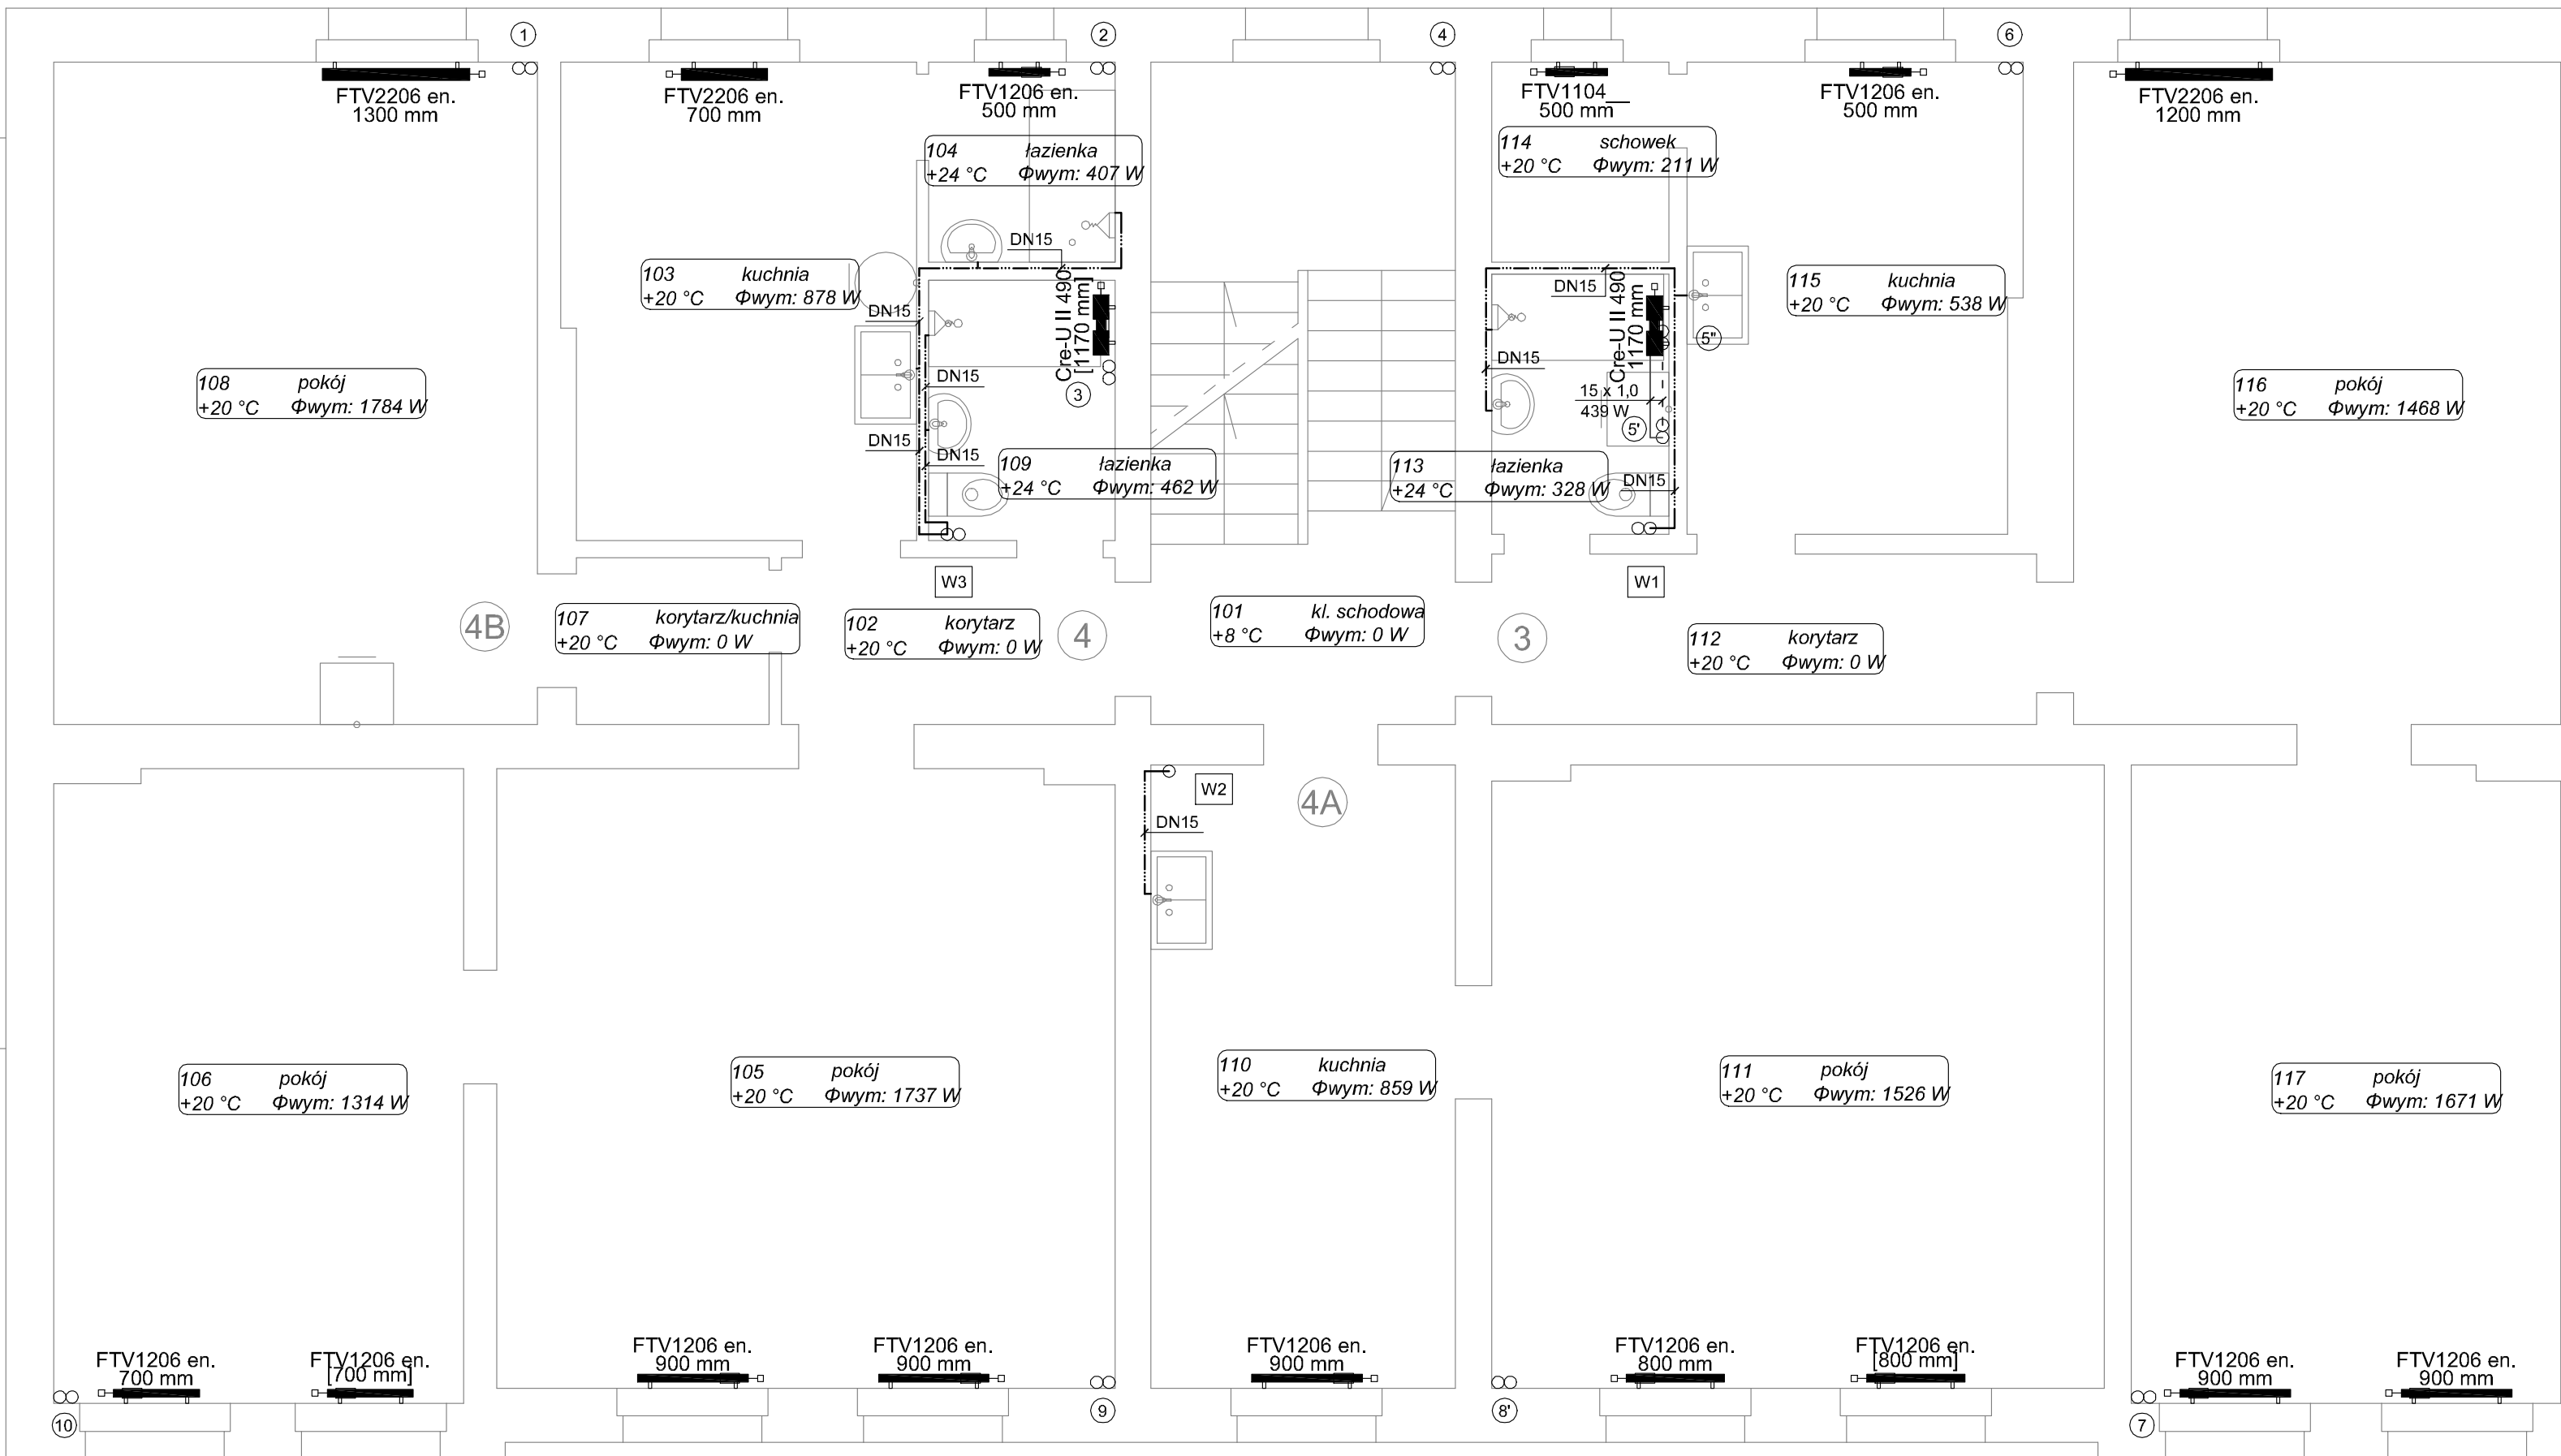 1
2
4
6
FTV2206 en.
1300 mm
FTV2206 en.
700 mm
FTV1206 en.
500 mm
FTV1104__
500 mm
FTV1206 en.
500 mm
FTV2206 en.
1200 mm
104 łazienka
+24 °C Φwym: 407 W
114 schowek
+20 °C Φwym: 211 W
DN15
103 kuchnia
+20 °C Φwym: 878 W
DN15
Cre-U II 490
[1170 mm]
DN15
Cre-U II 490
1170 mm
115 kuchnia
+20 °C Φwym: 538 W
5"
DN15
DN15
108 pokój
+20 °C Φwym: 1784 W
3
15 x 1,0
439 W
5'
116 pokój
+20 °C Φwym: 1468 W
DN15
DN15
109 łazienka
+24 °C Φwym: 462 W
113 łazienka
+24 °C Φwym: 328 W
DN15
W3
W1
4B
107 korytarz/kuchnia
+20 °C Φwym: 0 W
102 korytarz
+20 °C Φwym: 0 W
4
101 kl. schodowa
+8 °C Φwym: 0 W
3
112 korytarz
+20 °C Φwym: 0 W
W2
4A
DN15
106 pokój
+20 °C Φwym: 1314 W
105 pokój
+20 °C Φwym: 1737 W
110 kuchnia
+20 °C Φwym: 859 W
111 pokój
+20 °C Φwym: 1526 W
117 pokój
+20 °C Φwym: 1671 W
FTV1206 en.
700 mm
FTV1206 en.
[700 mm]
FTV1206 en.
900 mm
FTV1206 en.
900 mm
FTV1206 en.
900 mm
FTV1206 en.
800 mm
FTV1206 en.
[800 mm]
FTV1206 en.
900 mm
FTV1206 en.
900 mm
10
9
8'
7